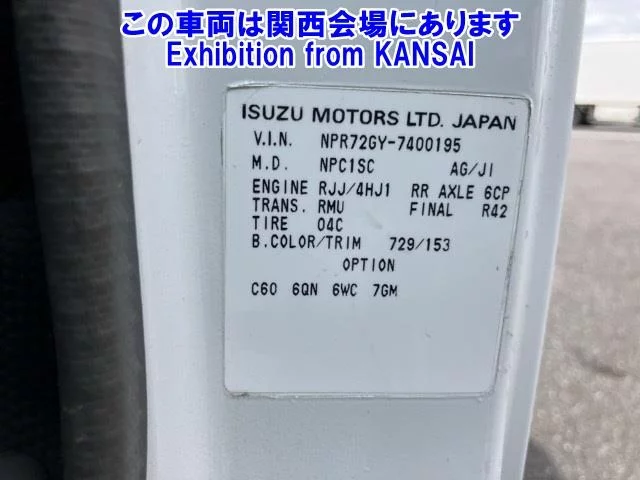 この車両は関西会場にあります
Exhibition from KANSAI
ISUZU MOTORS LTD. JAPAN
V.I.N. NPR72GY-7400195
M.D. NPC1SC AG/JI
ENGINE RJJ/4HJ1 RR AXLE 6CP
TRANS. RMU FINAL R42
TIRE 04C
B.COLOR/TRIM 729/153
OPTION
C60 6QN 6WC 7GM